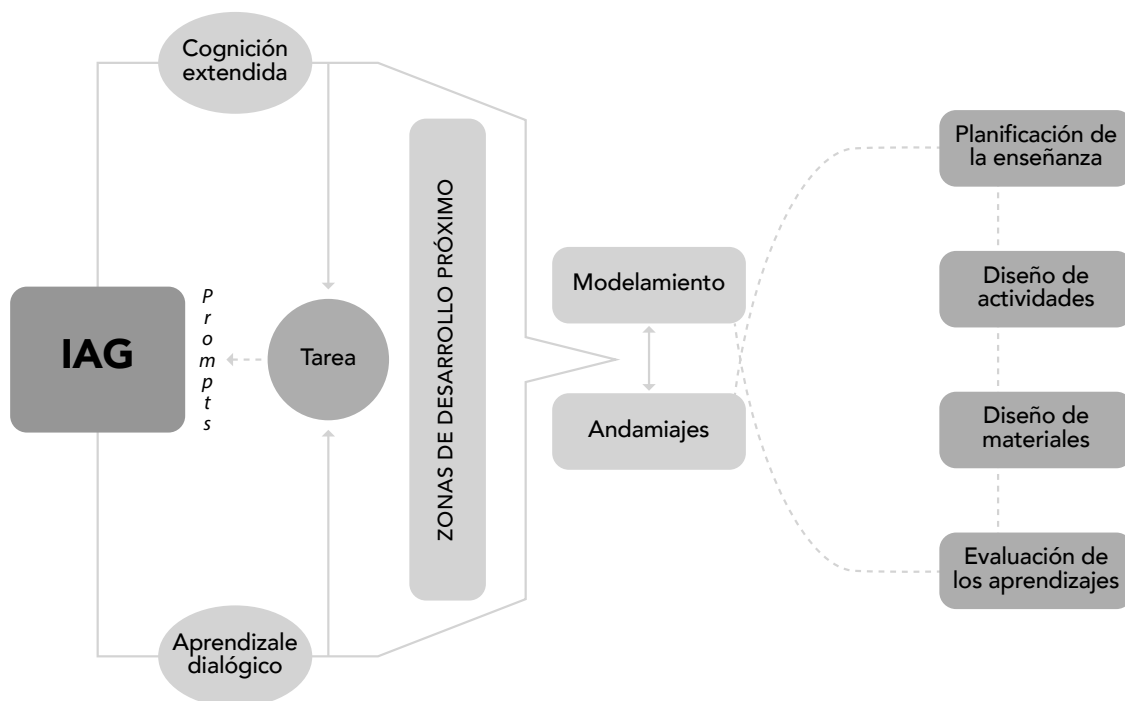 Cognición
extendida
IAG
Prompts
Tarea
Aprendizale
dialógico
ZONAS DE DESARROLLO PRÓXIMO
Modelamiento
Andamiajes
Planificación de
la enseñanza
Diseño de
actividades
Diseño de
materiales
Evaluación de
los aprendizajes